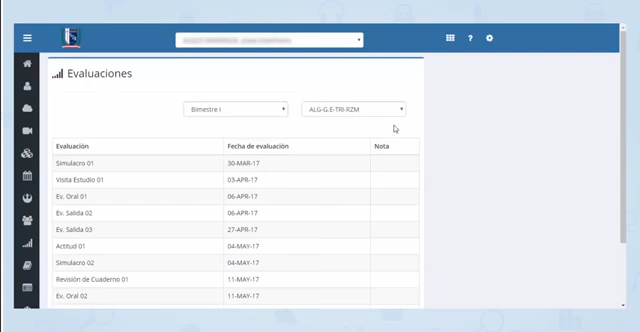 ?
Evaluaciones
Bimestre I
ALG-G.E-TRI-RZM
Evaluación Fecha de evaluación Nota
Simulacro 01 30-MAR-17
Visita Estudio 01 03-APR-17
Ev. Oral 01 06-APR-17
Ev. Salida 02 06-APR-17
Ev. Salida 03 27-APR-17
Actitud 01 04-MAY-17
Simulacro 02 04-MAY-17
Revisión de Cuaderno 01 11-MAY-17
Ev. Oral 02 11-MAY-17